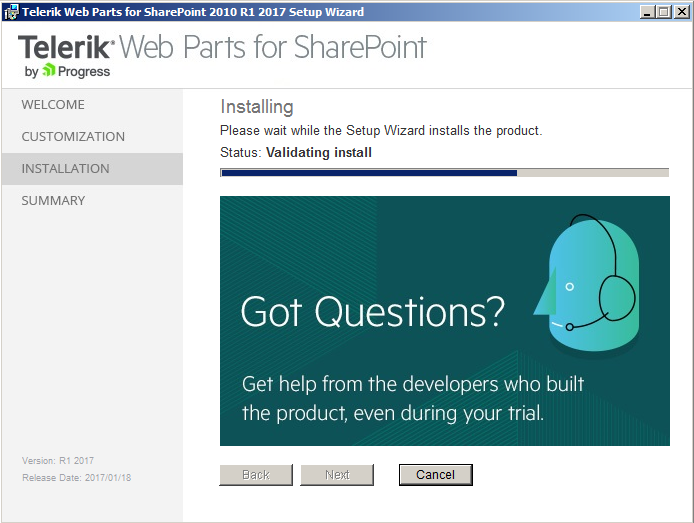 Telerik Web Parts for SharePoint 2010 R1 2017 Setup Wizard
Telerik Web Parts for SharePoint
by Progress
WELCOME
CUSTOMIZATION
INSTALLATION
SUMMARY
Installing
Please wait while the Setup Wizard installs the product.
Status: Validating install
Got Questions?
Get help from the developers who built
the product, even during your trial.
Version: R1 2017
Release Date: 2017/01/18
Back Next Cancel